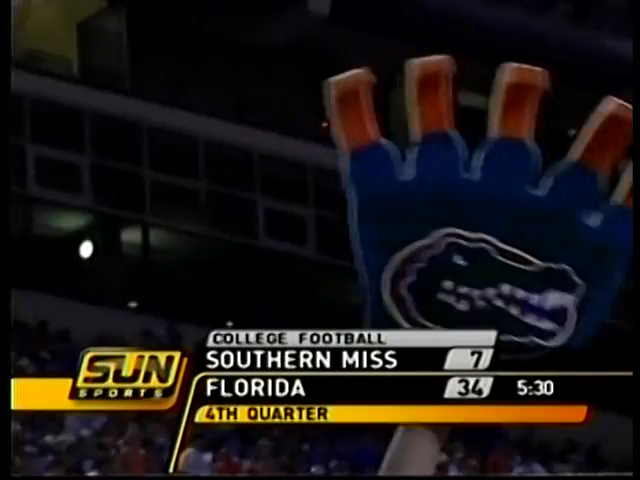 COLLEGE FOOTBALL
SOUTHERN MISS 7
FLORIDA 34 5:30
4TH QUARTER
SUN
SPORTS